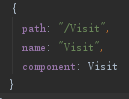 {
path: "/Visit",
name: "Visit",
component: Visit
}